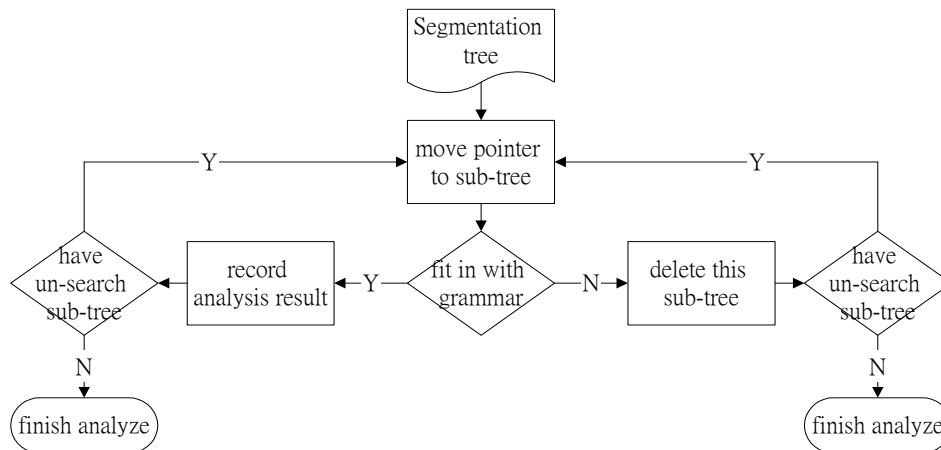 Segmentation
tree
move pointer
to sub-tree
Y
Y
have
un-search
sub-tree
record
analysis result
Y
fit in with
grammar
N
delete this
sub-tree
have
un-search
sub-tree
N
N
finish analyze
finish analyze